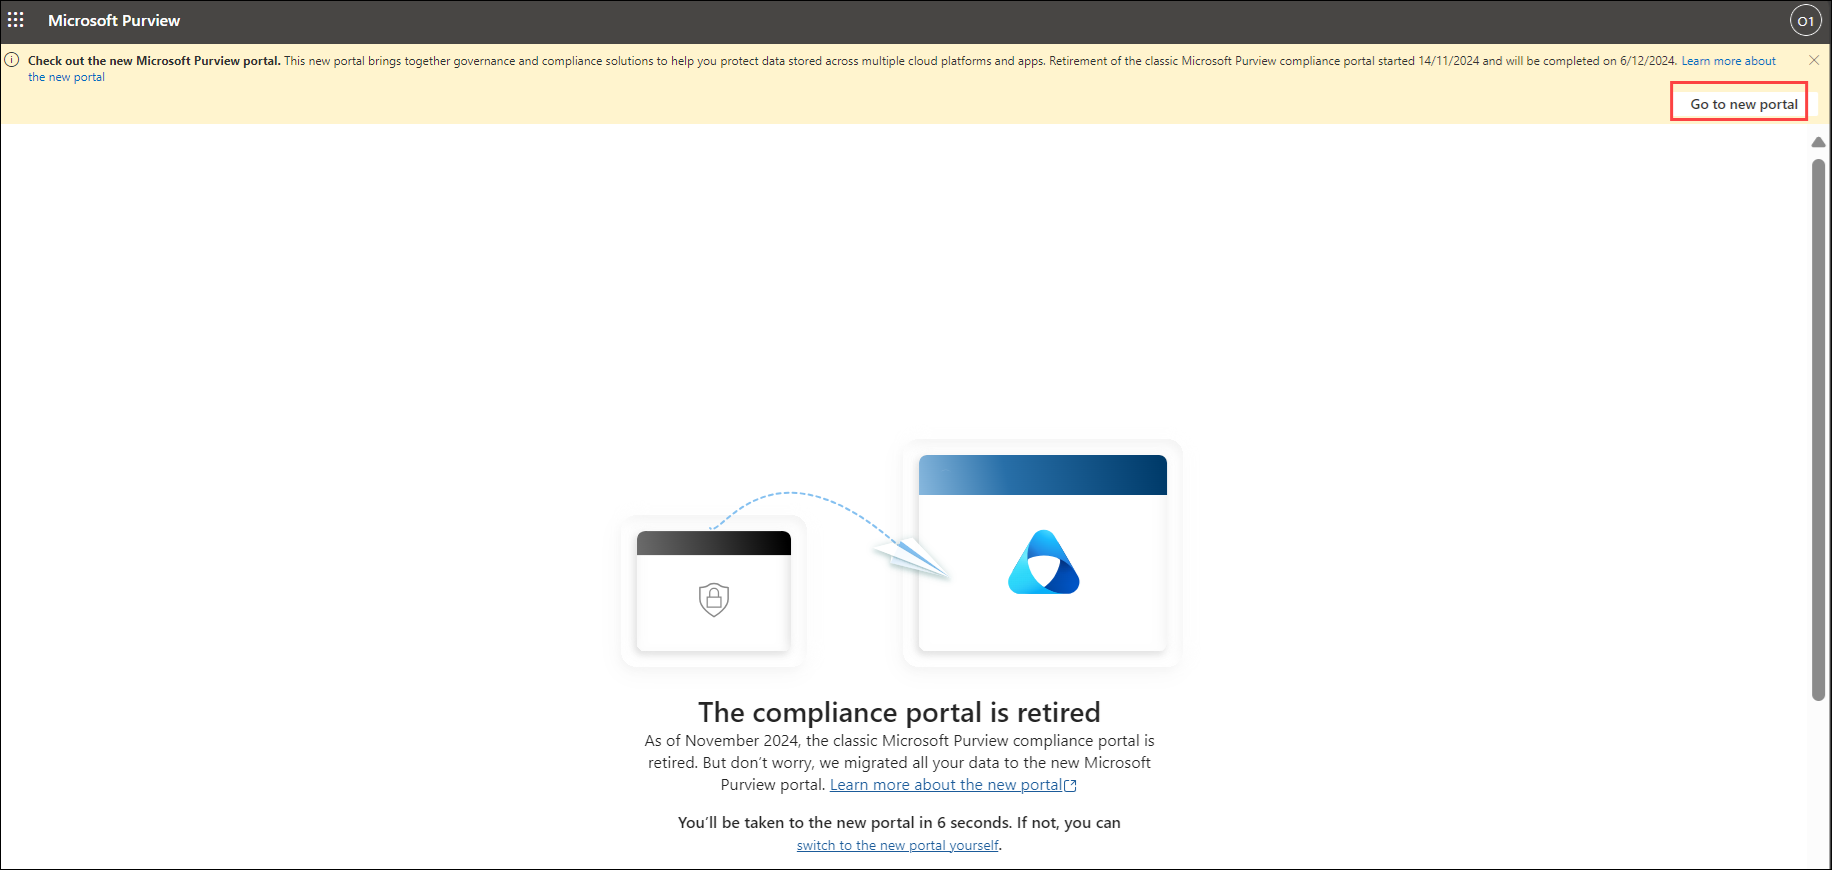 Microsoft Purview
O1
Check out the new Microsoft Purview portal. This new portal brings together governance and compliance solutions to help you protect data stored across multiple cloud platforms and apps. Retirement of the classic Microsoft Purview compliance portal started 14/11/2024 and will be completed on 6/12/2024. Learn more about
the new portal
Go to new portal
The compliance portal is retired
As of November 2024, the classic Microsoft Purview compliance portal is
retired. But don't worry, we migrated all your data to the new Microsoft
Purview portal. Learn more about the new portal
You'll be taken to the new portal in 6 seconds. If not, you can
switch to the new portal yourself.